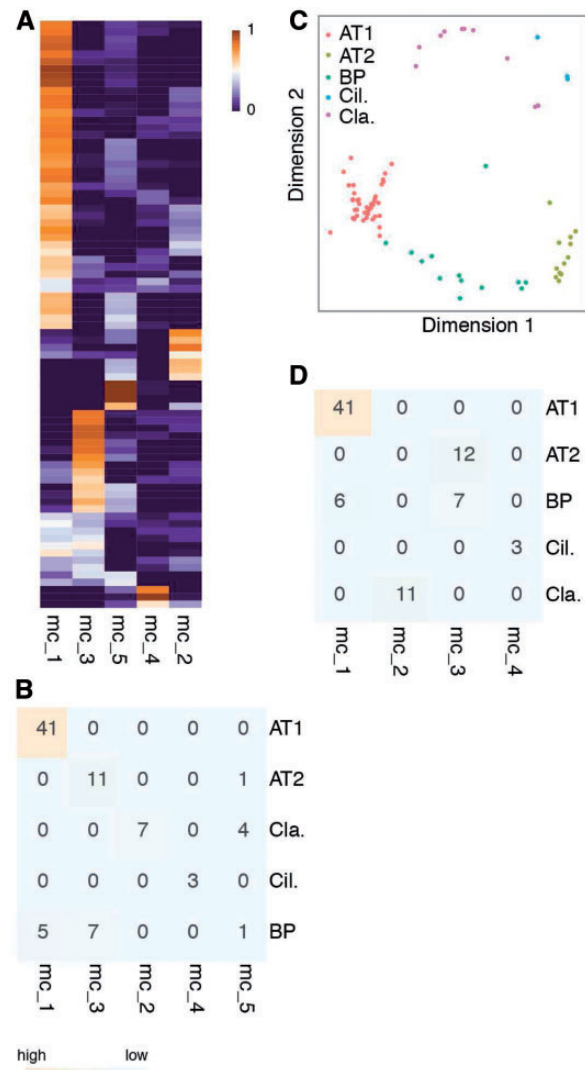 A
1
0
mc_1 mc_3 mc_5 mc_4 mc_2
B
41 0 0 0 0 AT1
0 11 0 0 1 AT2
0 0 7 0 4 Cla.
0 0 0 3 0 Cil.
5 7 0 0 1 BP
mc_1 mc_3 mc_2 mc_4 mc_5
high low
C
AT1
AT2
BP
Cil.
Cla.
Dimension 2
Dimension 1
D
41 0 0 0 AT1
0 0 12 0 AT2
6 0 7 0 BP
0 0 0 3 Cil.
0 11 0 0 Cla.
mc_1 mc_2 mc_3 mc_4